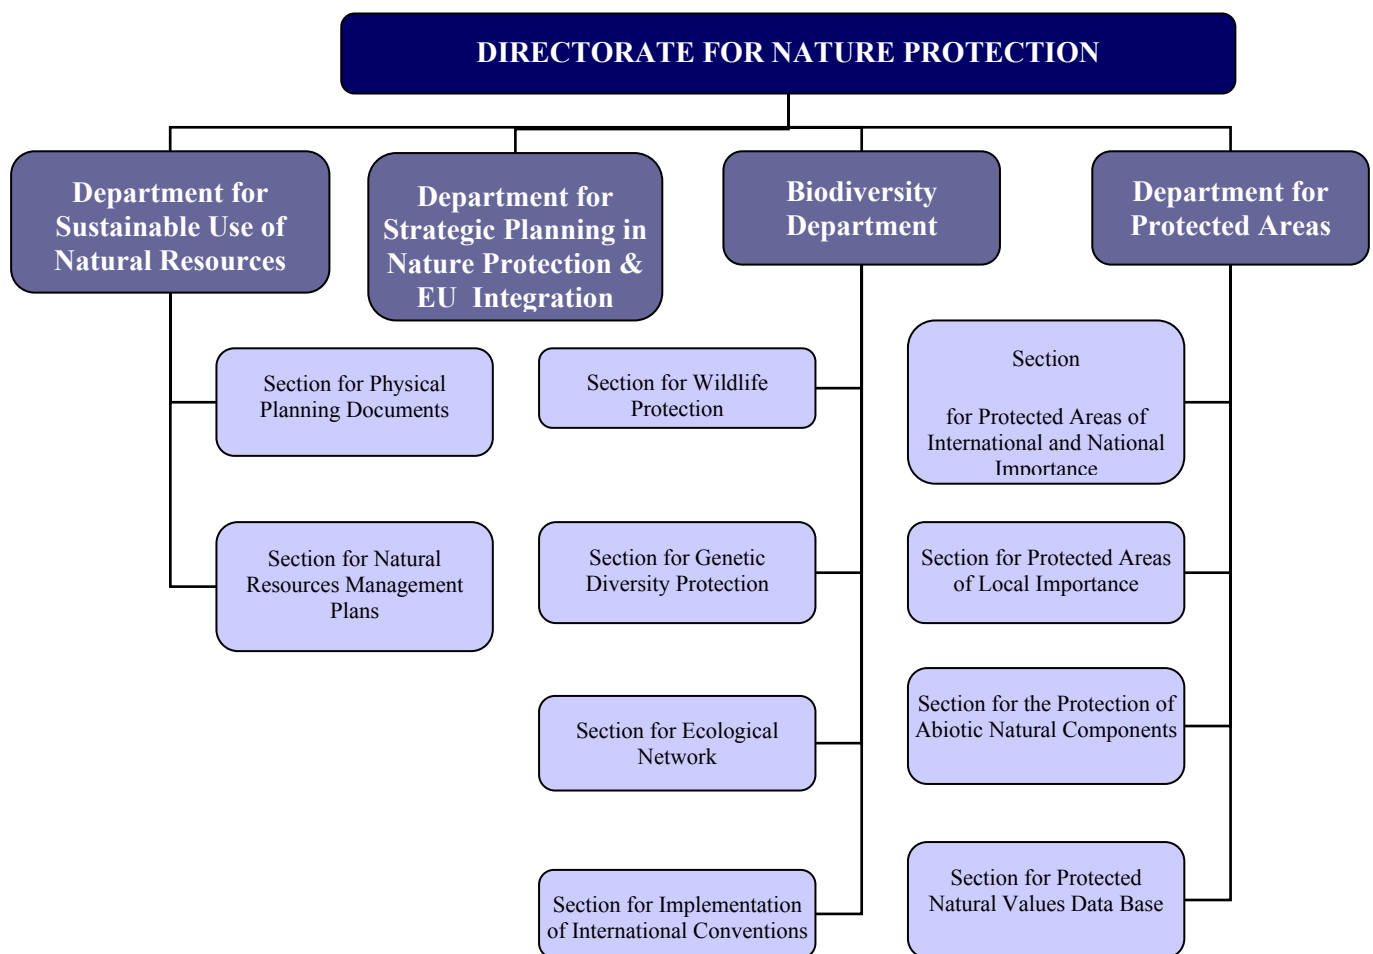 DIRECTORATE FOR NATURE PROTECTION
Department for
Sustainable Use of
Natural Resources
Department for
Strategic Planning in
Nature Protection &
EU Integration
Biodiversity
Department
Department for
Protected Areas
Section for Physical
Planning Documents
Section for Natural
Resources Management
Plans
Section for Wildlife
Protection
Section for Genetic
Diversity Protection
Section for Ecological
Network
Section for Implementation
of International Conventions
Section
for Protected Areas of
International and National
Importance
Section for Protected Areas
of Local Importance
Section for the Protection of
Abiotic Natural Components
Section for Protected
Natural Values Data Base